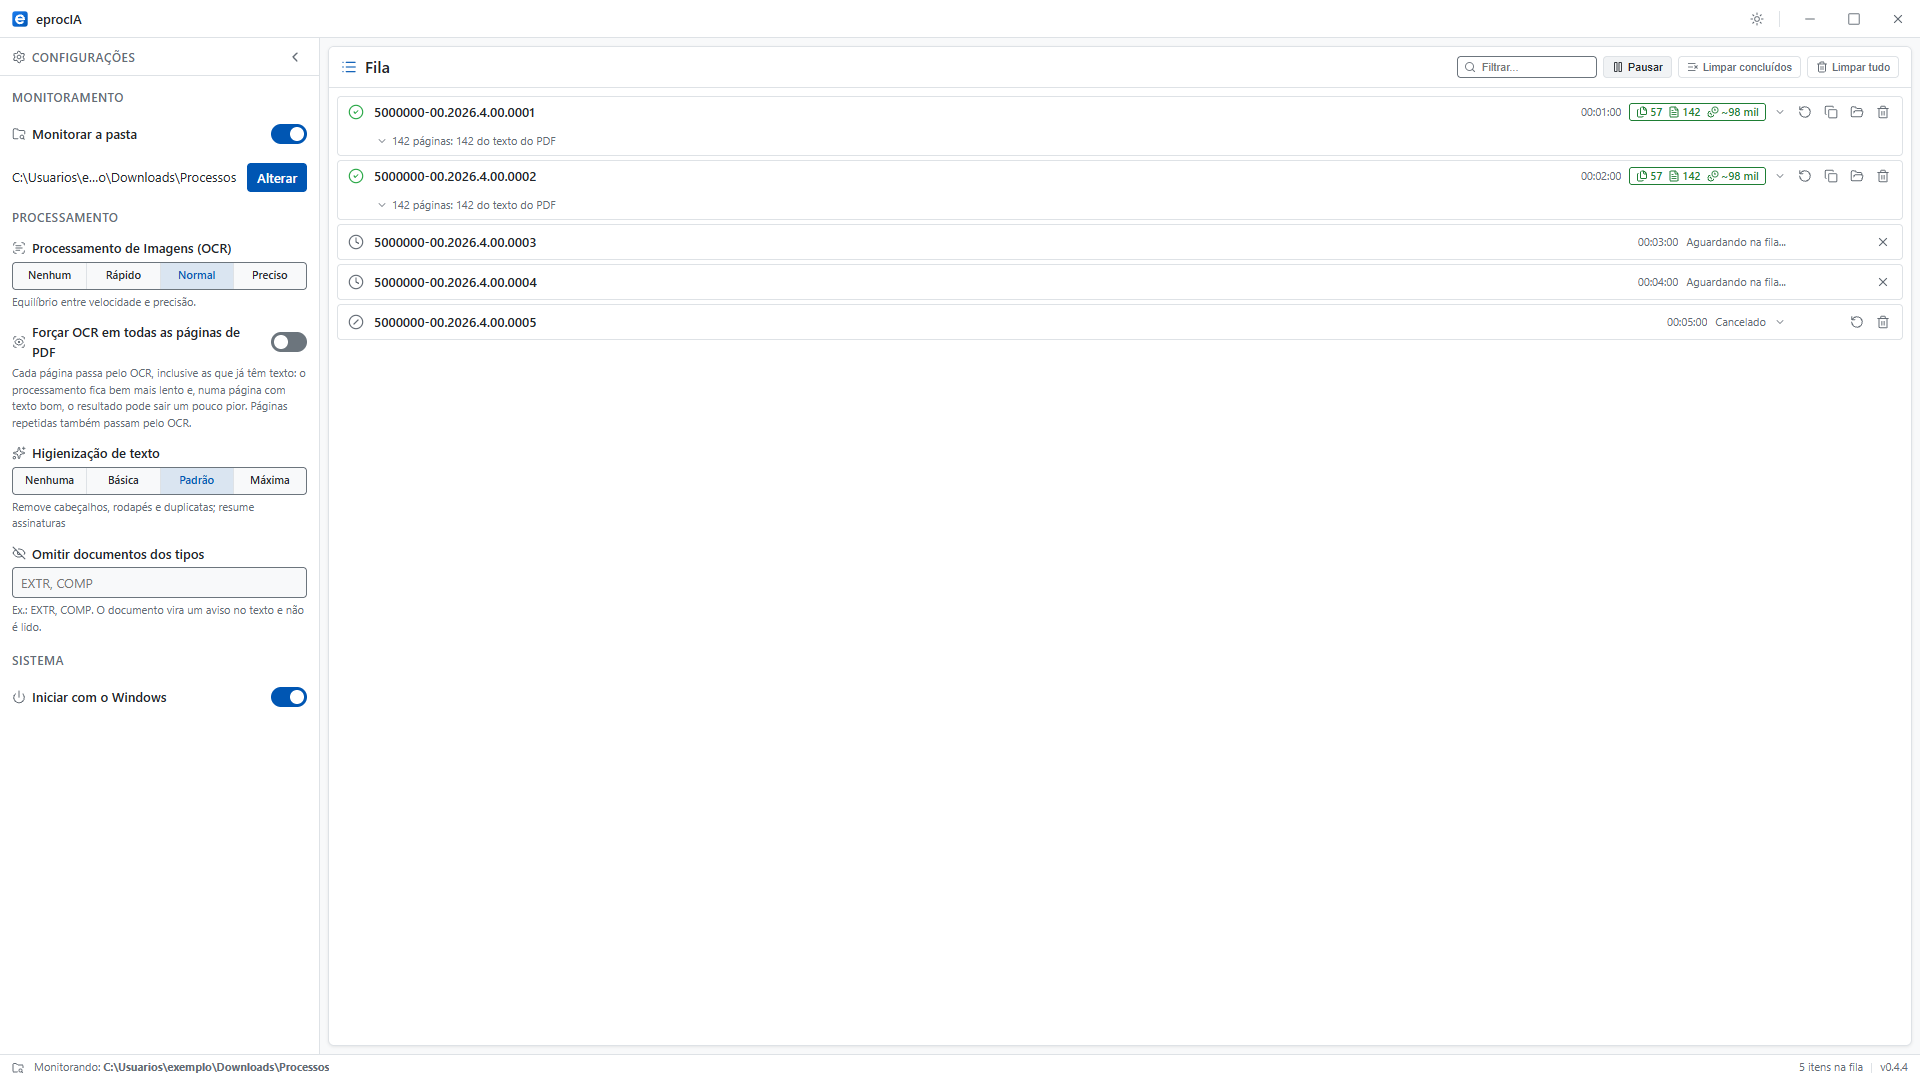 eprocIA
CONFIGURAÇÕES
MONITORAMENTO
Monitorar a pasta
C:\Usuarios\e...o\Downloads\Processos
Alterar
PROCESSAMENTO
Processamento de Imagens (OCR)
Nenhum Rápido Normal Preciso
Equilíbrio entre velocidade e precisão.
Forçar OCR em todas as páginas de
PDF
Cada página passa pelo OCR, inclusive as que já têm texto: o
processamento fica bem mais lento e, numa página com
texto bom, o resultado pode sair um pouco pior. Páginas
repetidas também passam pelo OCR.
Higienização de texto
Nenhuma Básica Padrão Máxima
Remove cabeçalhos, rodapés e duplicatas; resume
assinaturas
Omitir documentos dos tipos
EXTR, COMP
Ex.: EXTR, COMP. O documento vira um aviso no texto e não
é lido.
SISTEMA
Iniciar com o Windows
Fila
Filtrar...
Pausar
Limpar concluídos
Limpar tudo
5000000-00.2026.4.00.0001 00:01:00 57 142 ~98 mil
142 páginas: 142 do texto do PDF
5000000-00.2026.4.00.0002 00:02:00 57 142 ~98 mil
142 páginas: 142 do texto do PDF
5000000-00.2026.4.00.0003 00:03:00 Aguardando na fila...
5000000-00.2026.4.00.0004 00:04:00 Aguardando na fila...
5000000-00.2026.4.00.0005 00:05:00 Cancelado
Monitorando: C:\Usuarios\exemplo\Downloads\Processos
5 itens na fila v0.4.4